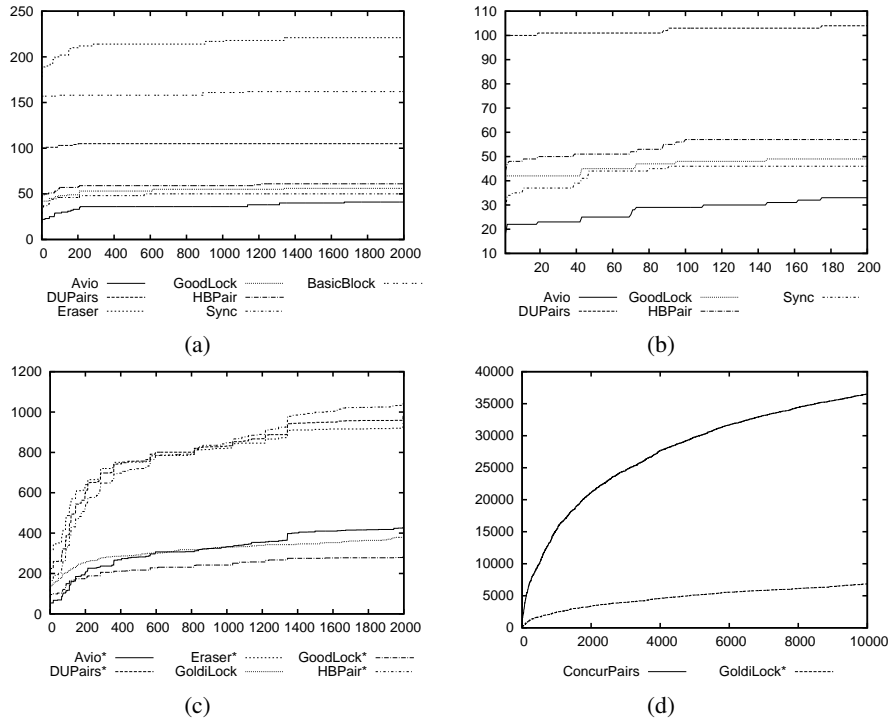 250
200
150
100
50
0
0 200 400 600 800 1000 1200 1400 1600 1800 2000
Avio GoodLock BasicBlock
DUPairs HBPair
Eraser Sync
(a)
110
100
90
80
70
60
50
40
30
20
10
20 40 60 80 100 120 140 160 180 200
Avio GoodLock Sync
DUPairs HBPair
(b)
1200
1000
800
600
400
200
0
0 200 400 600 800 1000 1200 1400 1600 1800 2000
Avio* Eraser* GoodLock*
DUPairs* GoldiLock HBPair*
(c)
40000
35000
30000
25000
20000
15000
10000
5000
0
0 2000 4000 6000 8000 10000
ConcurPairs GoldiLock*
(d)